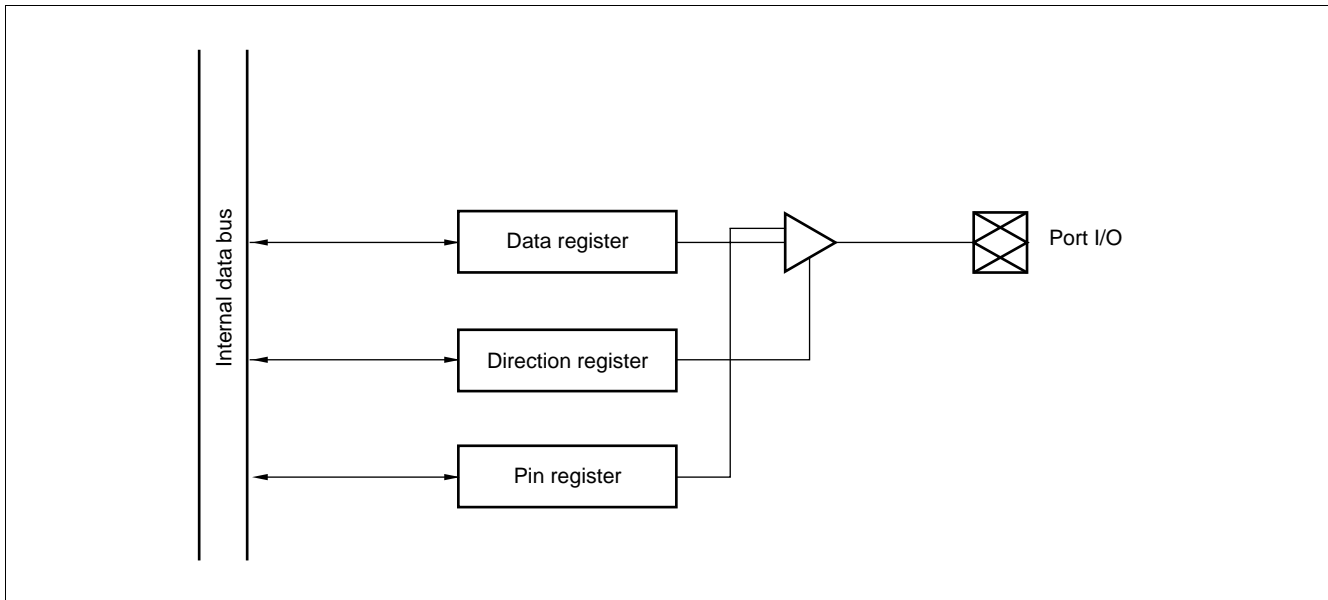 Internal data bus
Data register
Port I/O
Direction register
Pin register